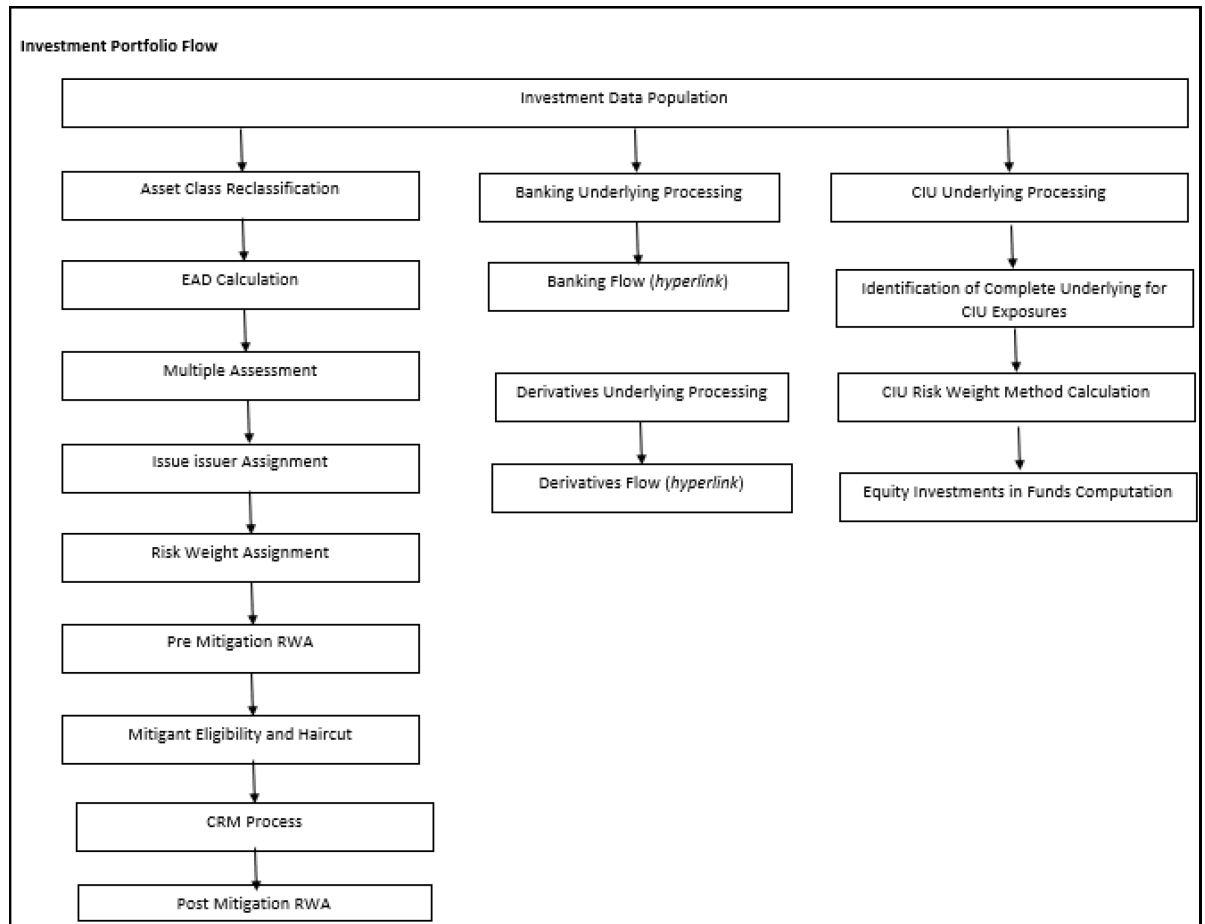 Investment Portfolio Flow
Investment Data Population
Asset Class Reclassification
EAD Calculation
Multiple Assessment
Issue issuer Assignment
Risk Weight Assignment
Pre Mitigation RWA
Mitigant Eligibility and Haircut
CRM Process
Post Mitigation RWA
Banking Underlying Processing
Banking Flow (hyperlink)
Derivatives Underlying Processing
Derivatives Flow (hyperlink)
CIU Underlying Processing
Identification of Complete Underlying for
CIU Exposures
CIU Risk Weight Method Calculation
Equity Investments in Funds Computation